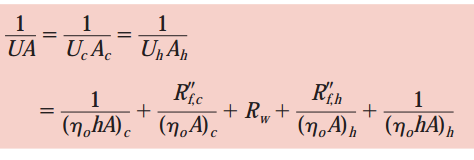 1/UA = 1/(U_c A_c) = 1/(U_h A_h)
= 1/(η_o hA)_c + R″_{f,c}/(η_o A)_c + R_w + R″_{f,h}/(η_o A)_h + 1/(η_o hA)_h